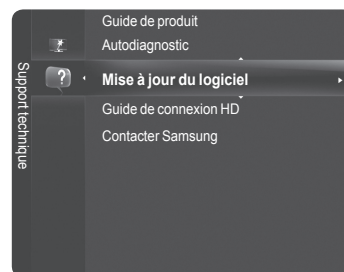 Support technique
Guide de produit
Autodiagnostic
Mise à jour du logiciel
Guide de connexion HD
Contacter Samsung